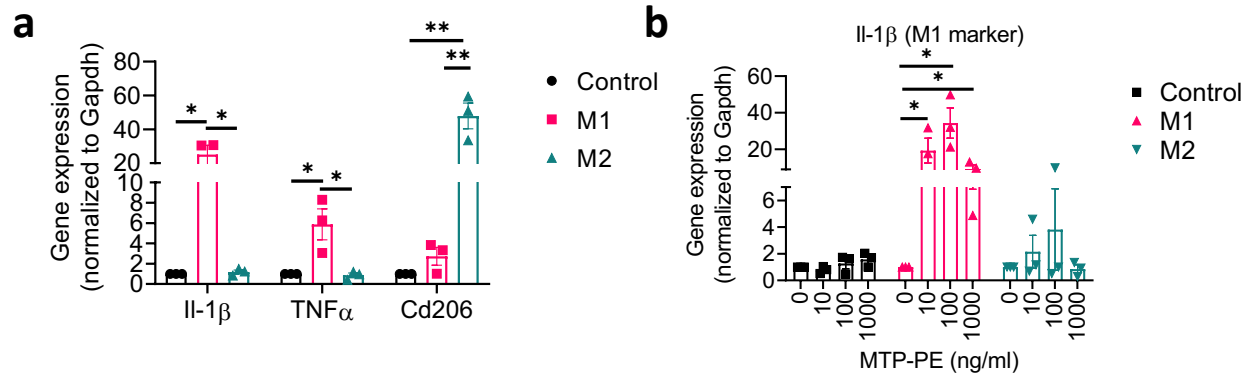 a
Gene expression
(normalized to Gapdh)
80
60
40
20
10
8
6
4
2
0
* * * * ** **
Il-1β TNFα Cd206
Control
M1
M2
b
Il-1β (M1 marker)
Gene expression
(normalized to Gapdh)
60
40
20
6
4
2
0
* * *
0 10 100 1000 0 10 100 1000 0 10 100 1000
MTP-PE (ng/ml)
Control
M1
M2